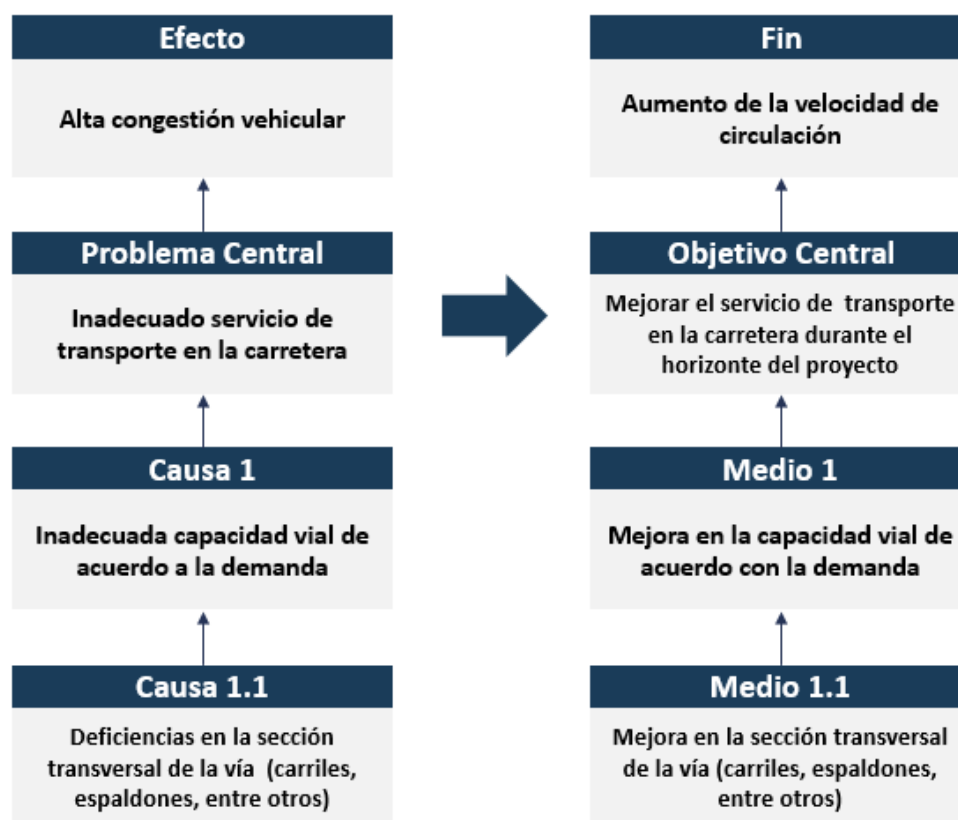 Efecto
Alta congestión vehicular
Problema Central
Inadecuado servicio de
transporte en la carretera
Causa 1
Inadecuada capacidad vial de
acuerdo a la demanda
Causa 1.1
Deficiencias en la sección
transversal de la vía (carriles,
espaldones, entre otros)
Fin
Aumento de la velocidad de
circulación
Objetivo Central
Mejorar el servicio de transporte
en la carretera durante el
horizonte del proyecto
Medio 1
Mejora en la capacidad vial de
acuerdo con la demanda
Medio 1.1
Mejora en la sección transversal
de la vía (carriles, espaldones,
entre otros)